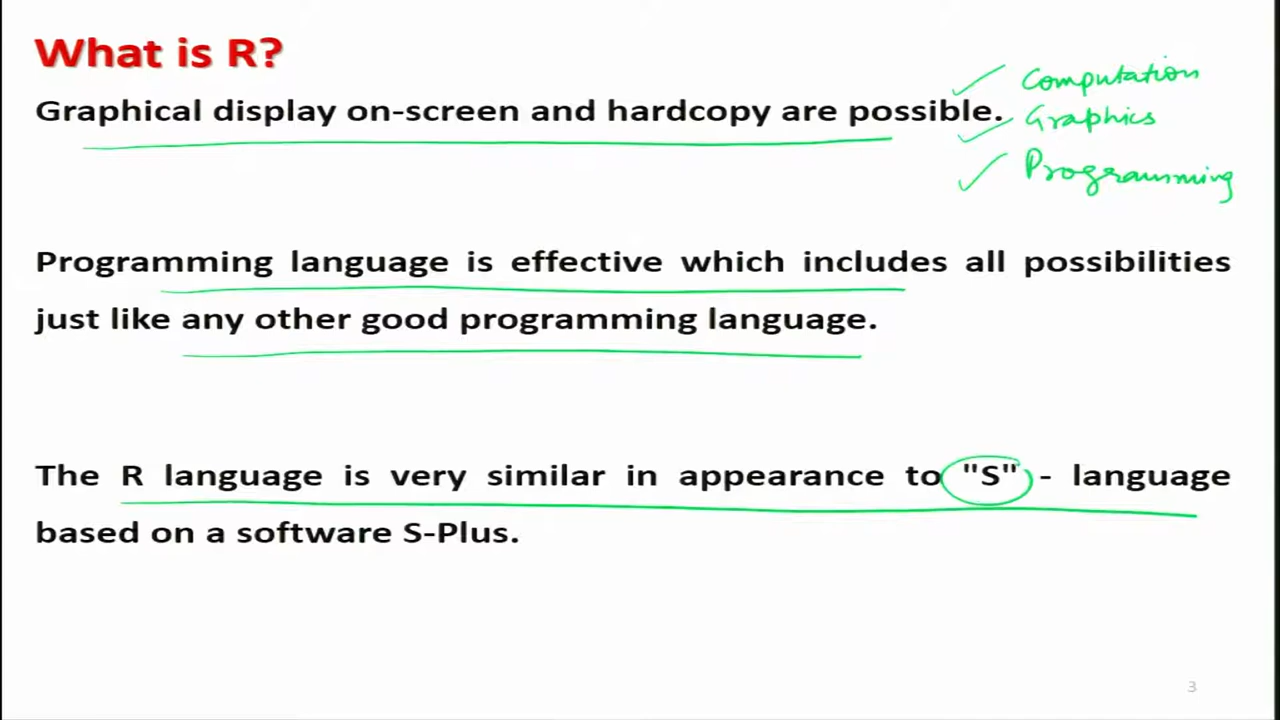 What is R?
Computation
Graphical display on-screen and hardcopy are possible.
Graphics
Programming
Programming language is effective which includes all possibilities
just like any other good programming language.
The R language is very similar in appearance to "S" - language
based on a software S-Plus.
3